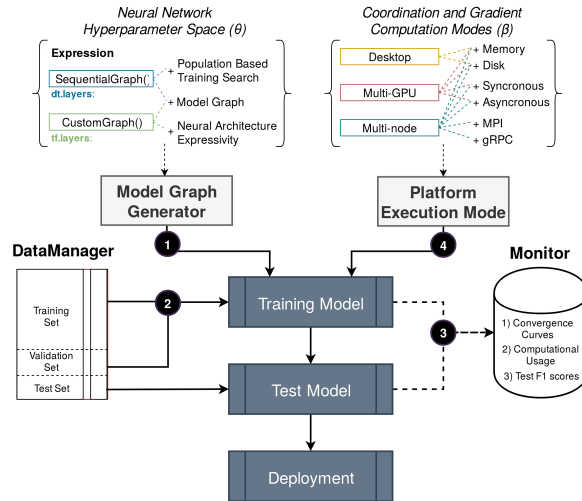 Neural Network
Hyperparameter Space (θ)
Coordination and Gradient
Computation Modes (β)
Expression
SequentialGraph()
dt.layers:
CustomGraph()
tf.layers:
+ Population Based
Training Search
+ Model Graph
+ Neural Architecture
Expressivity
Desktop
Multi-GPU
Multi-node
+ Memory
+ Disk
+ Syncronous
+ Asyncronous
+ MPI
+ gRPC
Model Graph
Generator
Platform
Execution Mode
1
4
DataManager
Monitor
Training
Set
Validation
Set
Test Set
2
Training Model
3
Test Model
Deployment
1) Convergence
Curves
2) Computational
Usage
3) Test F1 scores